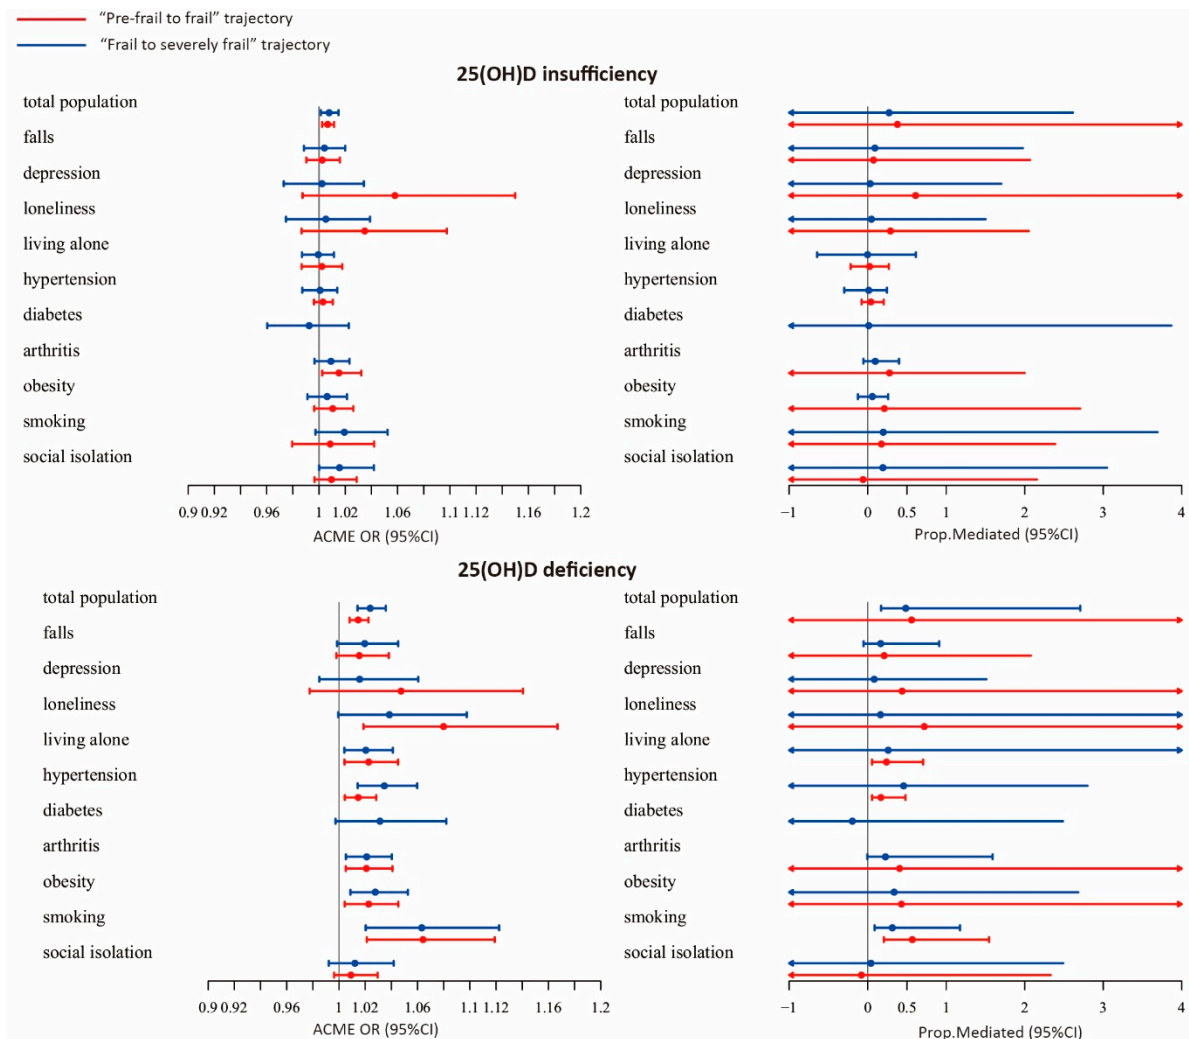 “Pre-frail to frail” trajectory
“Frail to severely frail” trajectory
25(OH)D insufficiency
total population
falls
depression
loneliness
living alone
hypertension
diabetes
arthritis
obesity
smoking
social isolation
0.9 0.92 0.96 1 1.02 1.06 1.1 1.12 1.16 1.2
ACME OR (95%CI)
total population
falls
depression
loneliness
living alone
hypertension
diabetes
arthritis
obesity
smoking
social isolation
−1 0 0.5 1 2 3 4
Prop.Mediated (95%CI)
25(OH)D deficiency
total population
falls
depression
loneliness
living alone
hypertension
diabetes
arthritis
obesity
smoking
social isolation
0.9 0.92 0.96 1 1.02 1.06 1.1 1.12 1.16 1.2
ACME OR (95%CI)
total population
falls
depression
loneliness
living alone
hypertension
diabetes
arthritis
obesity
smoking
social isolation
−1 0 0.5 1 2 3 4
Prop.Mediated (95%CI)